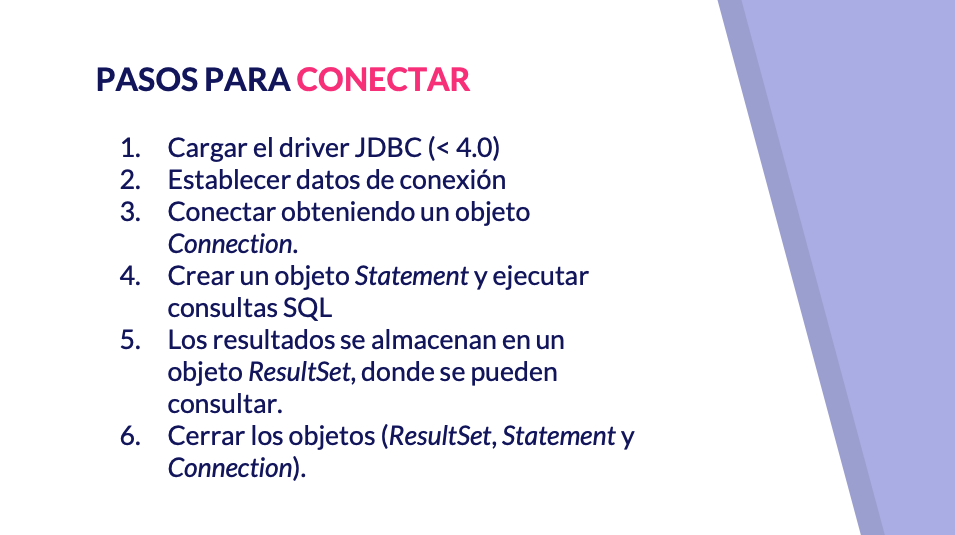 PASOS PARA CONECTAR
1. Cargar el driver JDBC (< 4.0)
2. Establecer datos de conexión
3. Conectar obteniendo un objeto
Connection.
4. Crear un objeto Statement y ejecutar
consultas SQL
5. Los resultados se almacenan en un
objeto ResultSet, donde se pueden
consultar.
6. Cerrar los objetos (ResultSet, Statement y
Connection).